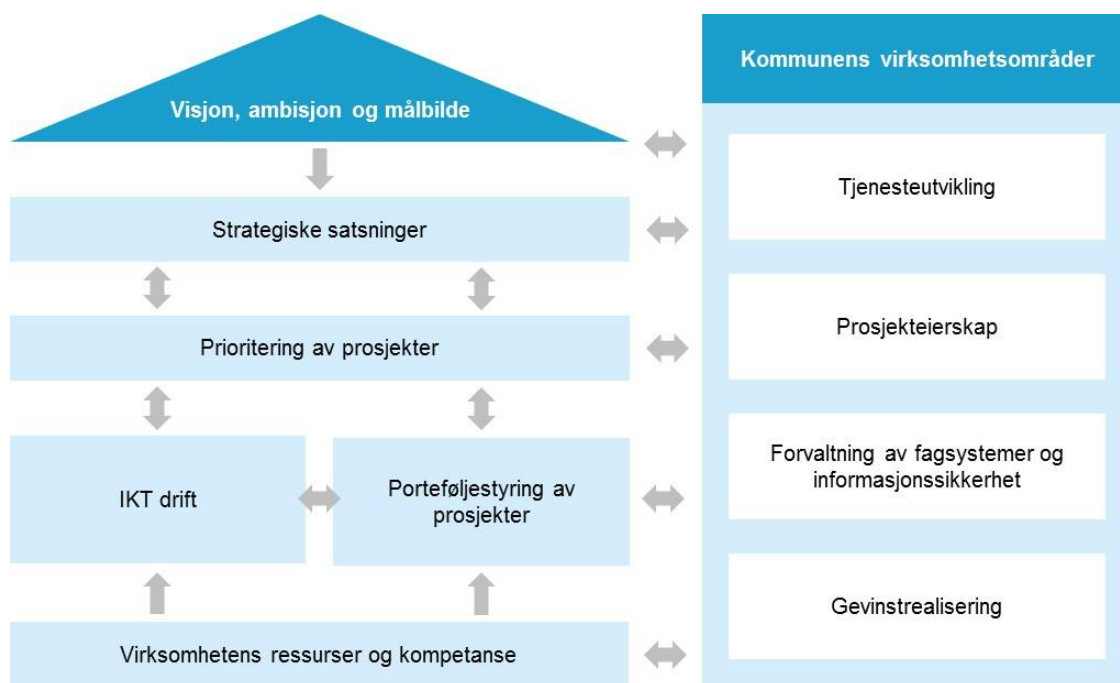 Visjon, ambisjon og målbilde
Strategiske satsninger
Prioritering av prosjekter
IKT drift
Porteføljestyring av
prosjekter
Virksomhetens ressurser og kompetanse
Kommunens virksomhetsområder
Tjenesteutvikling
Prosjekteierskap
Forvaltning av fagsystemer og
informasjonssikkerhet
Gevinstrealisering